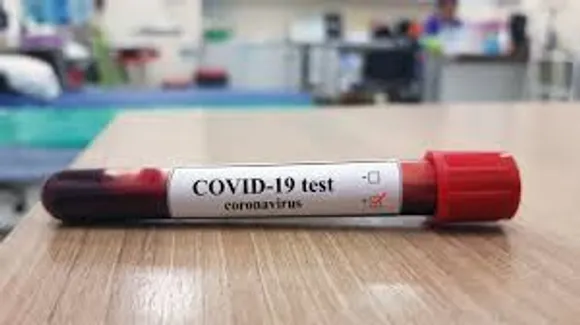 COVID-19 test
coronavirus
-☐
+☑